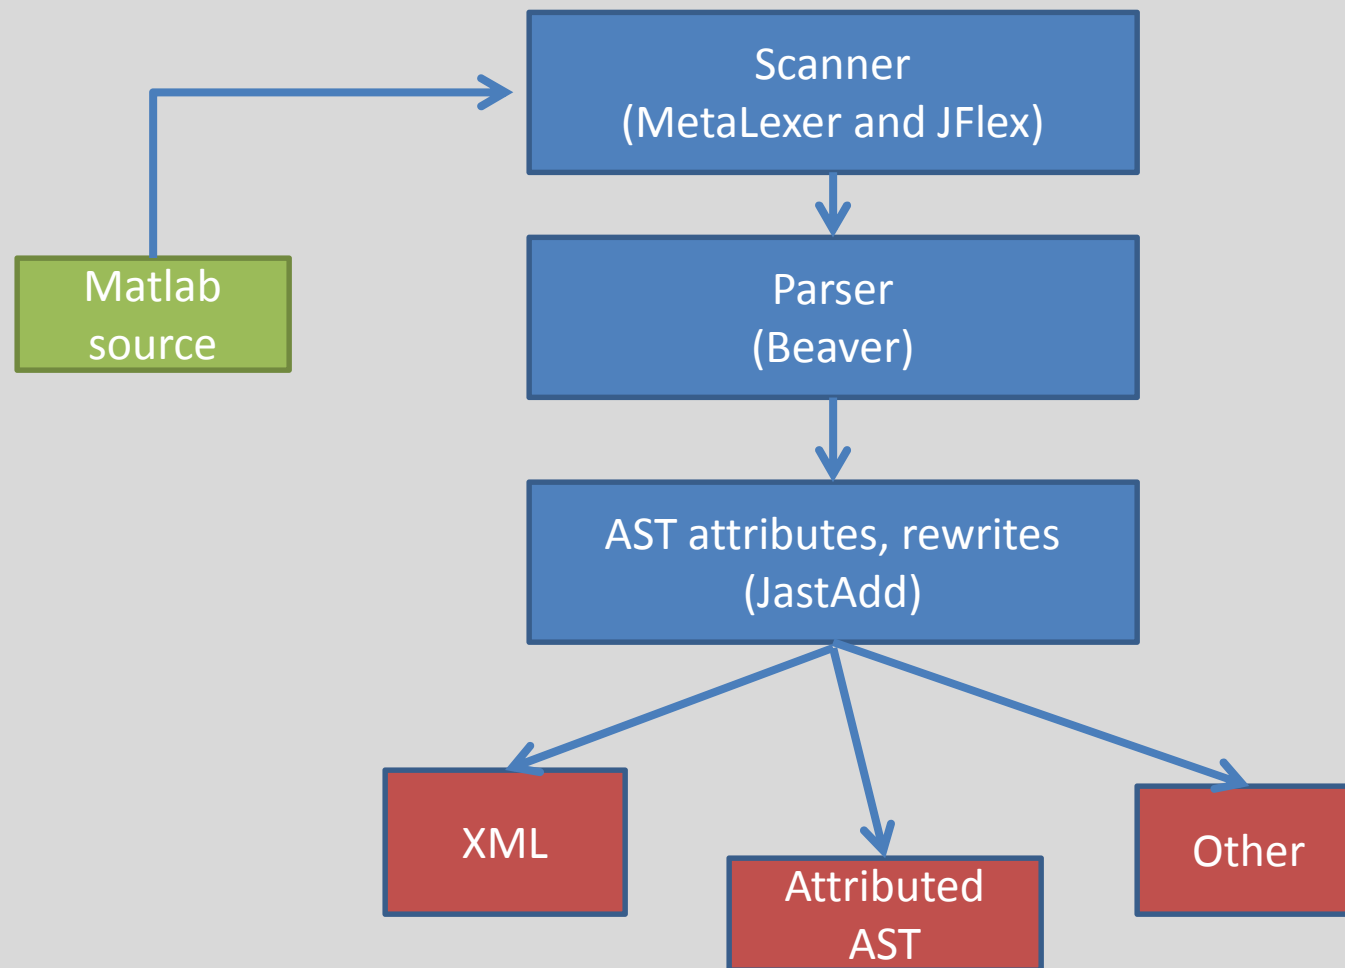 Scanner
(MetaLexer and JFlex)
Matlab
source
Parser
(Beaver)
AST attributes, rewrites
(JastAdd)
XML
Attributed
AST
Other